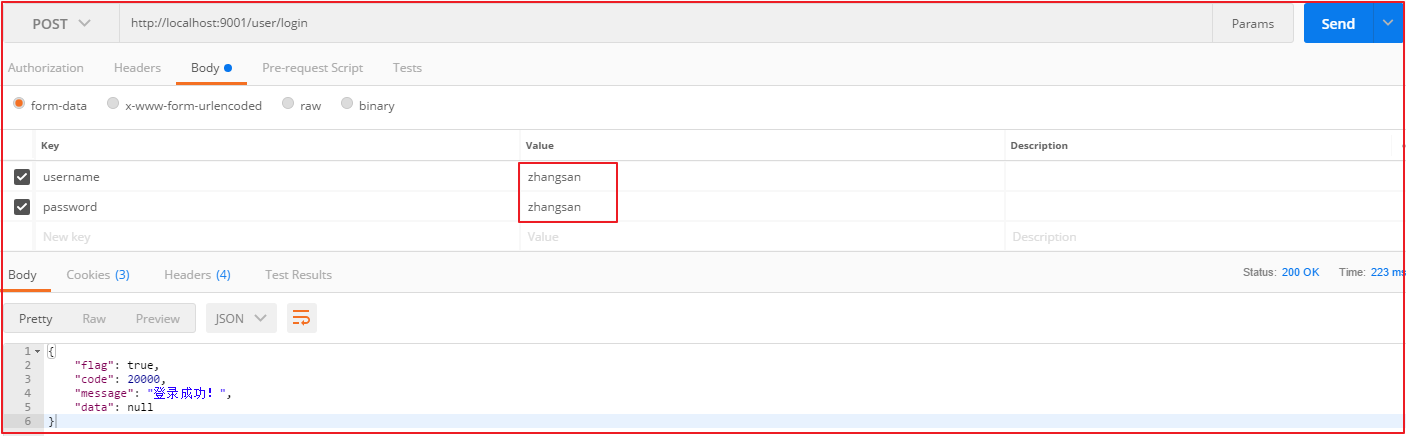 POST http://localhost:9001/user/login Params Send
Authorization Headers Body Pre-request Script Tests
form-data x-www-form-urlencoded raw binary
Key Value Description
username zhangsan
password zhangsan
New key Value Description
Body Cookies (3) Headers (4) Test Results Status: 200 OK Time: 223 ms
Pretty Raw Preview JSON
1 {
2 "flag": true,
3 "code": 20000,
4 "message": "登录成功！",
5 "data": null
6 }